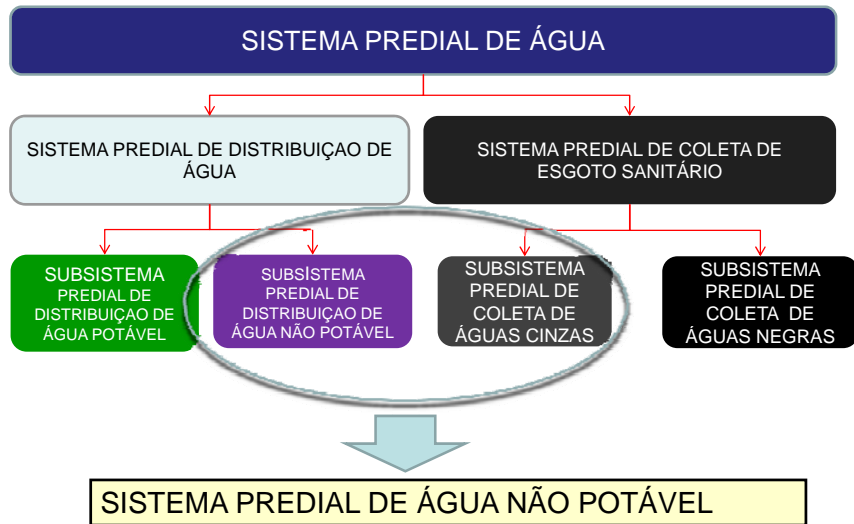 SISTEMA PREDIAL DE ÁGUA
SISTEMA PREDIAL DE DISTRIBUIÇAO DE
ÁGUA
SISTEMA PREDIAL DE COLETA DE
ESGOTO SANITÁRIO
SUBSISTEMA
PREDIAL DE
DISTRIBUIÇAO DE
ÁGUA POTÁVEL
SUBSÍSTEMA
PREDIAL DE
DISTRIBUIÇAO DE
ÁGUA NÃO POTÁVEL
SUBSISTEMA
PREDIAL DE
COLETA DE
ÁGUAS CINZAS
SUBSISTEMA
PREDIAL DE
COLETA DE
ÁGUAS NEGRAS
SISTEMA PREDIAL DE ÁGUA NÃO POTÁVEL